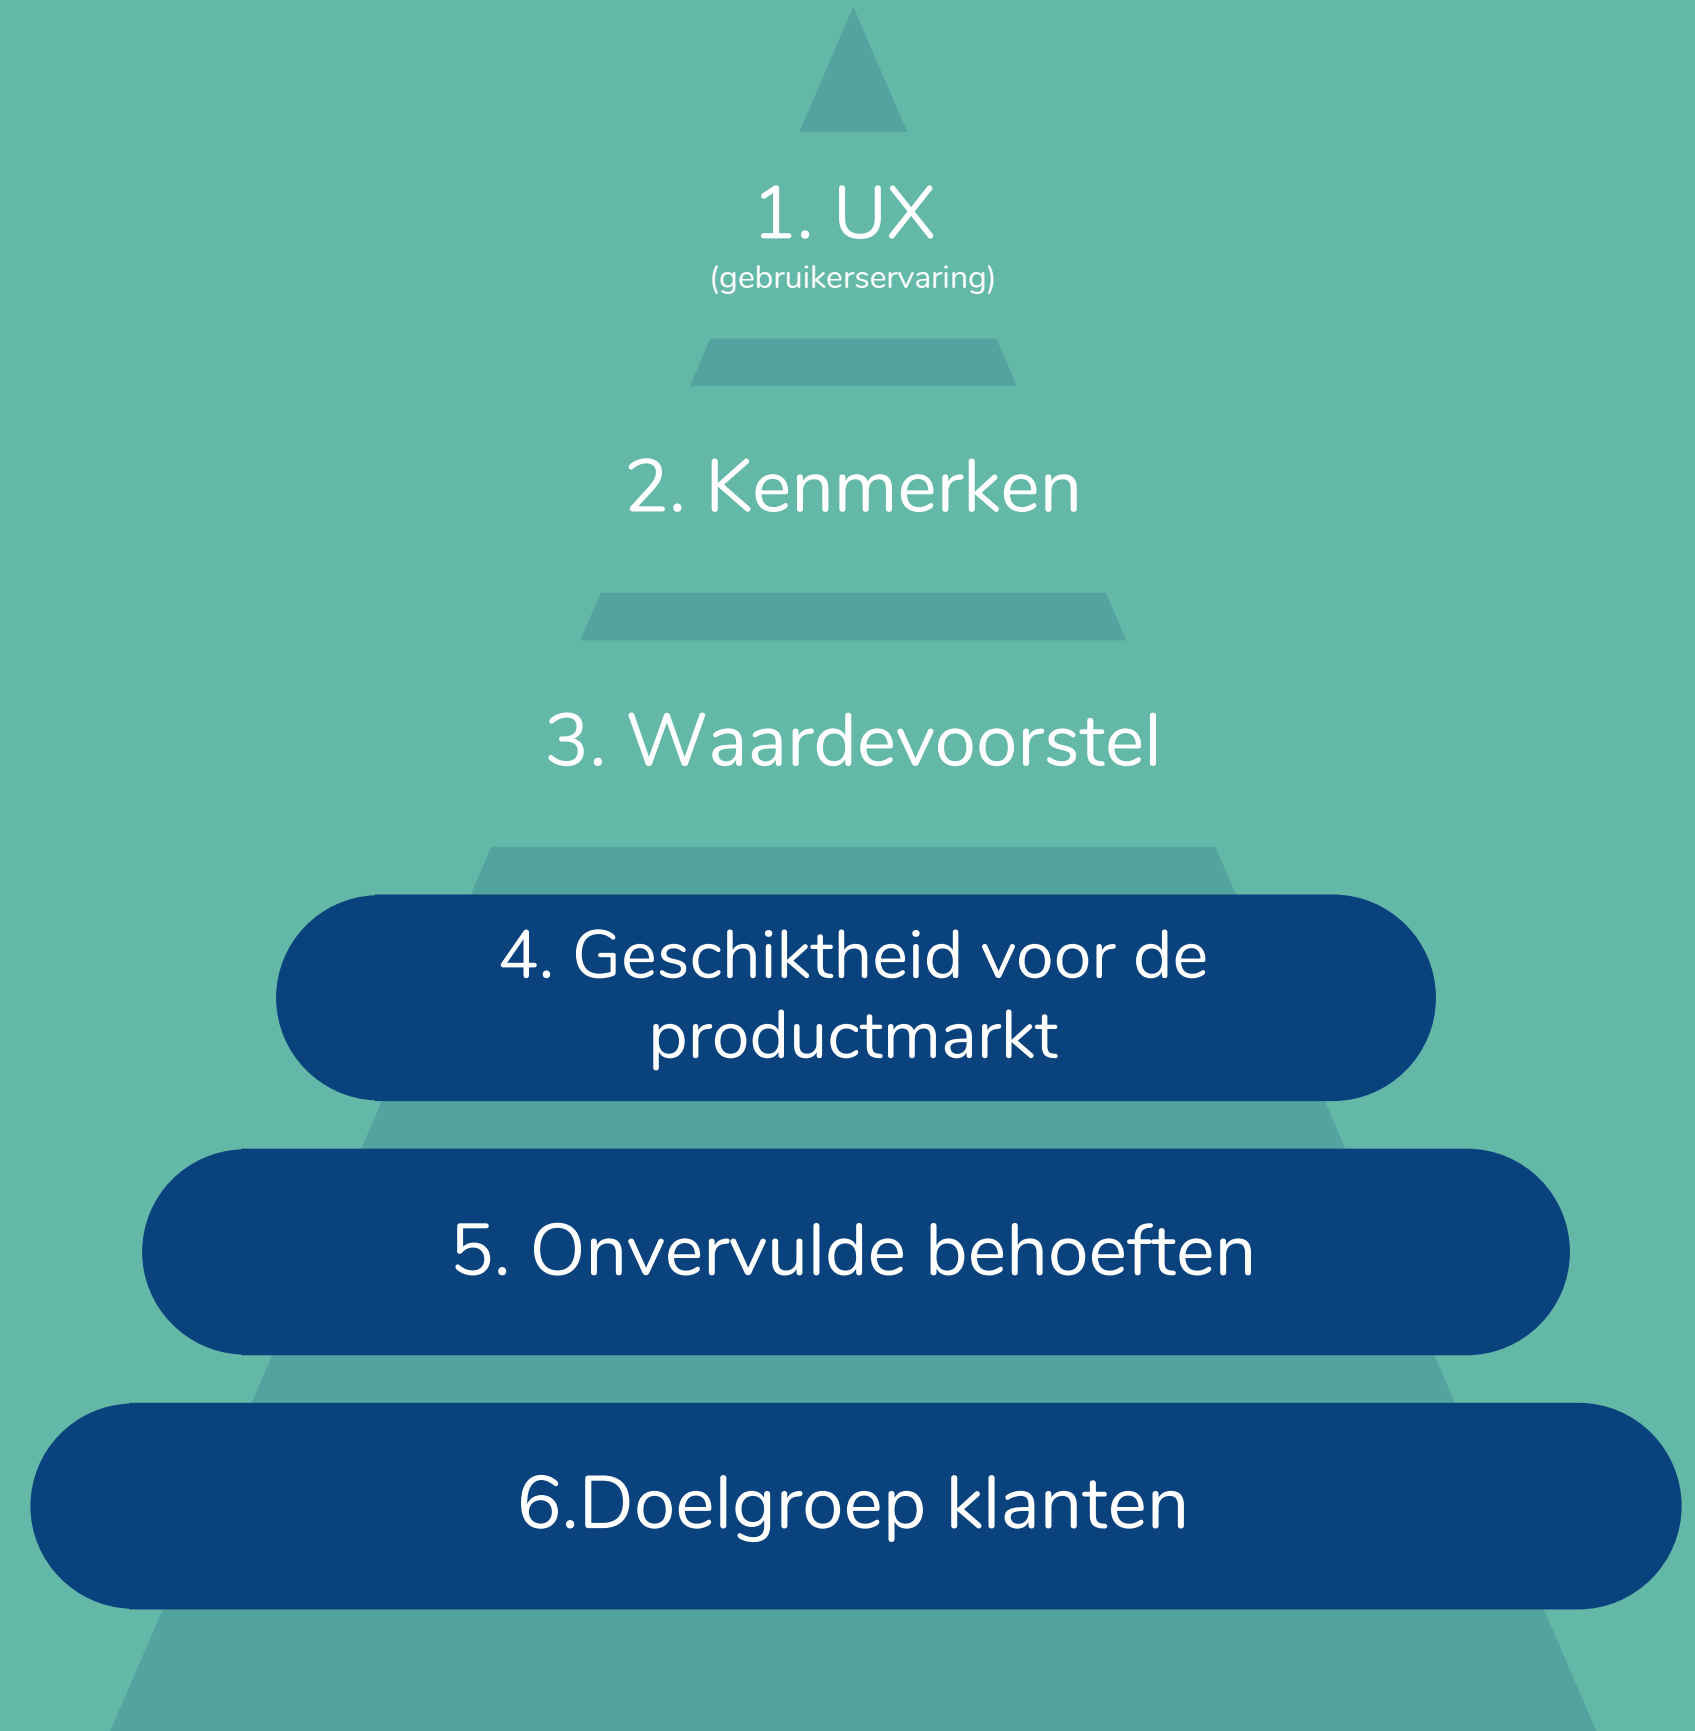 1. UX
(gebruikerservaring)
2. Kenmerken
3. Waardevoorstel
4. Geschiktheid voor de
productmarkt
5. Onvervulde behoeften
6.Doelgroep klanten